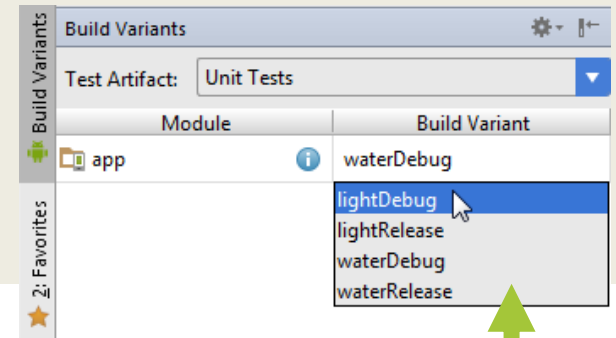 Build Variants
Build Variants
2: Favorites
Test Artifact: Unit Tests
Module Build Variant
app waterDebug
lightDebug
lightRelease
waterDebug
waterRelease